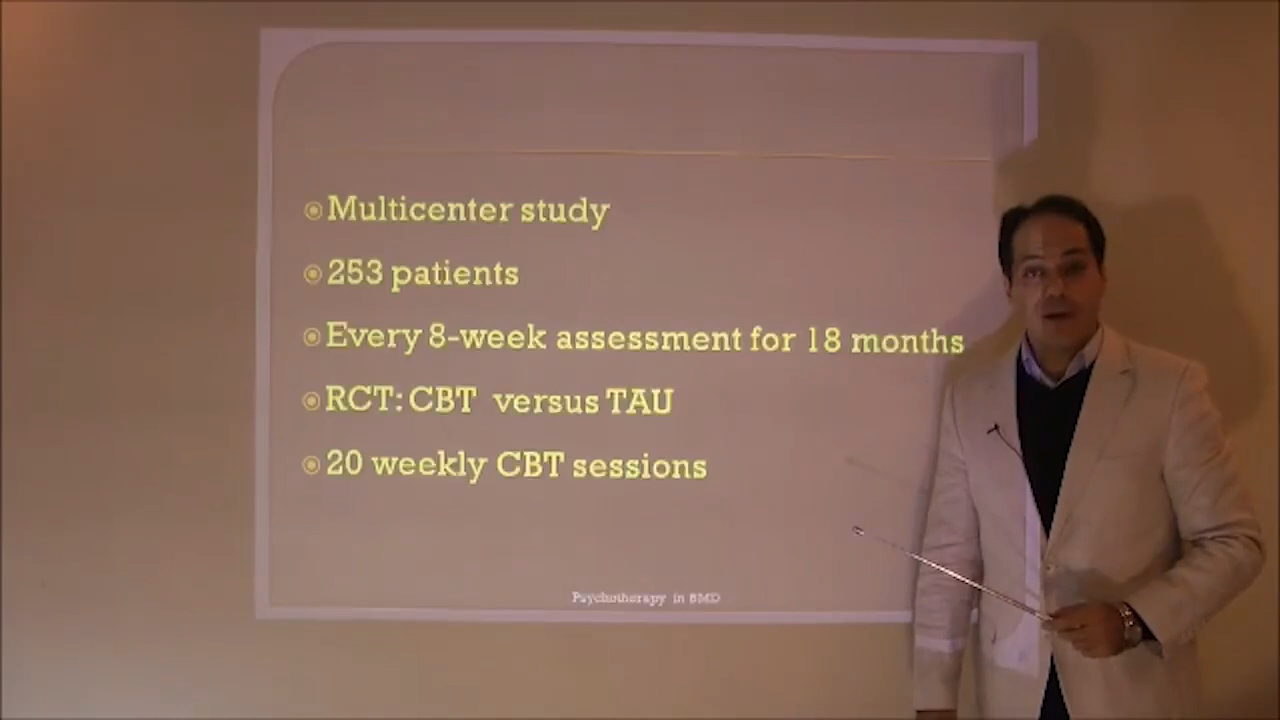 Multicenter study
253 patients
Every 8-week assessment for 18 months
RCT: CBT versus TAU
20 weekly CBT sessions
Psychotherapy in BMD